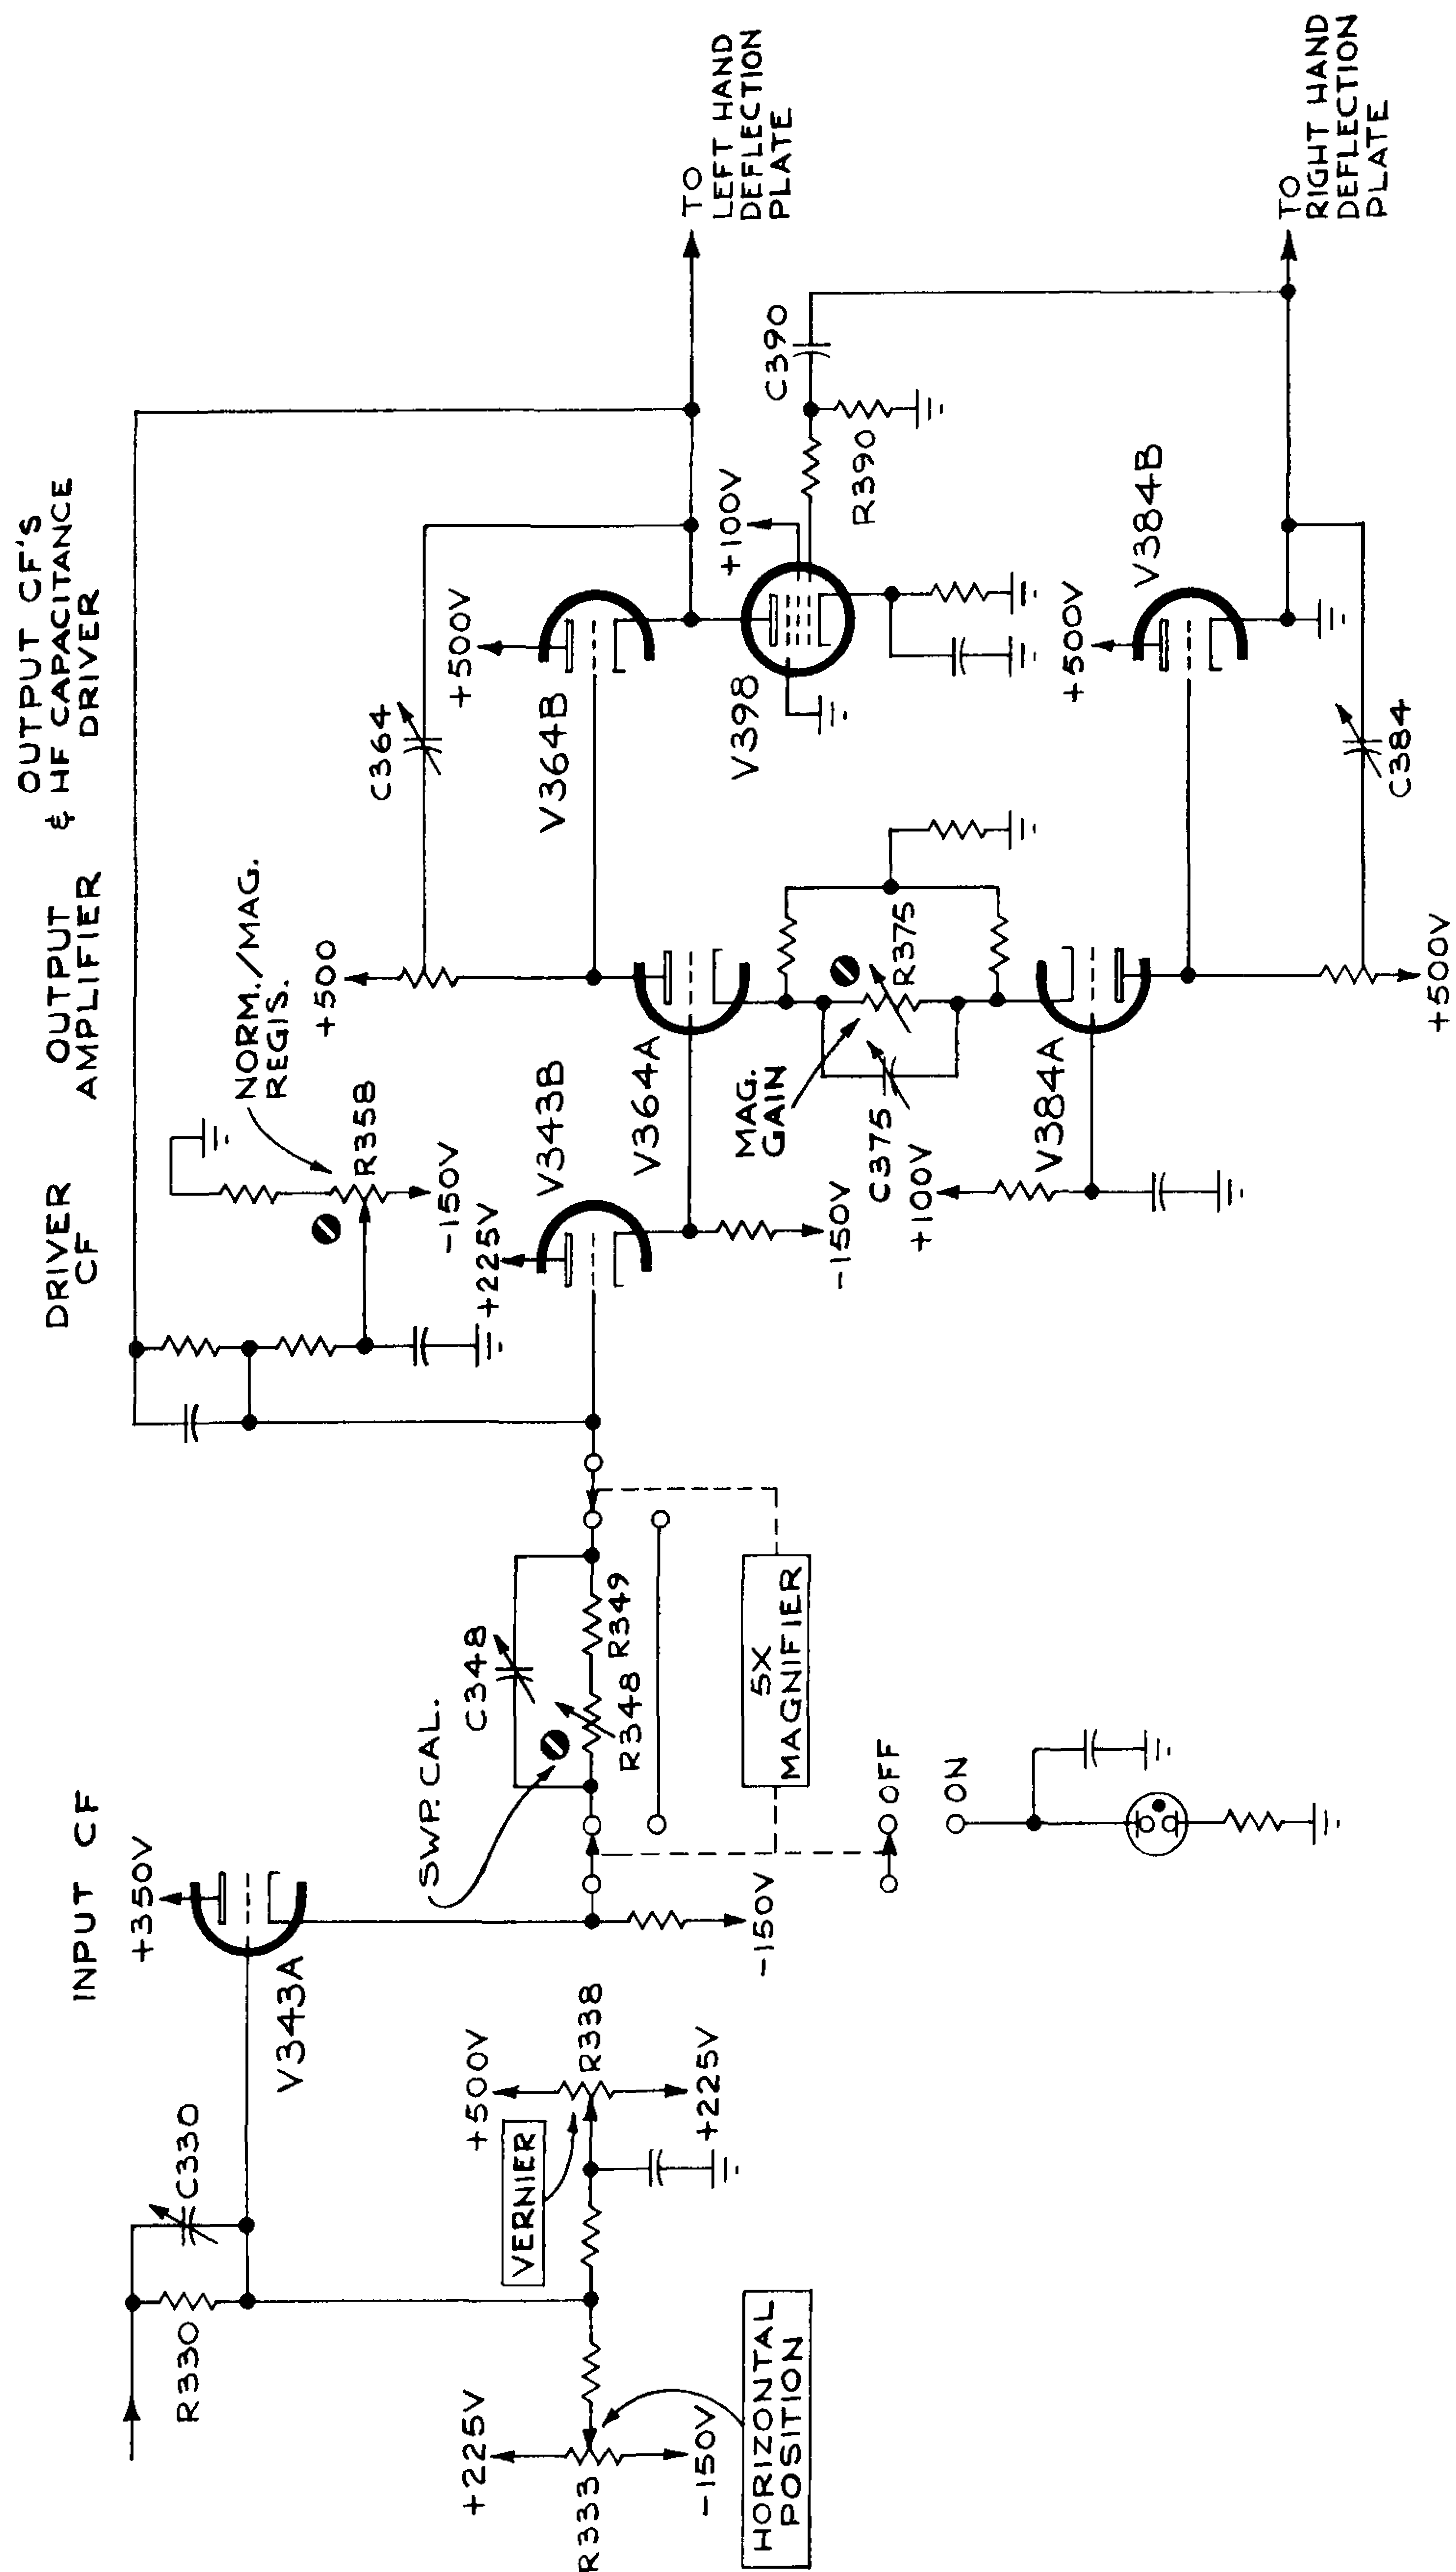 INPUT CF
DRIVER
CF
OUTPUT
AMPLIFIER
OUTPUT CF'S
& HF CAPACITANCE
DRIVER
R330
C330
+225V
R333
-150V
HORIZONTAL
POSITION
VERNIER
+500V
R338
+225V
V343A
+350V
-150V
SWP. CAL.
C348
R348
R349
5X
MAGNIFIER
OFF
ON
NORM./MAG.
REGIS.
R358
-150V
+225V
V343B
-150V
+500
V364A
MAG.
GAIN
C375
R375
+100V
V384A
+500V
C364
+500V
V364B
V398
+100V
R390
C390
+500V
V384B
C384
TO
LEFT HAND
DEFLECTION
PLATE
TO
RIGHT HAND
DEFLECTION
PLATE